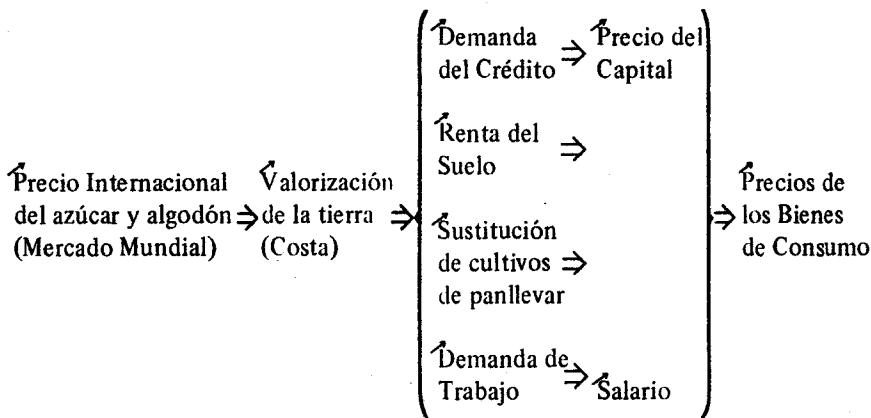 Demanda
del Crédito ⇒ Precio del
Capital
Renta del
Suelo ⇒
Precio Internacional
del azúcar y algodón ⇒
(Mercado Mundial)
Valorización
de la tierra ⇒
(Costa)
Sustitución
de cultivos ⇒
de panllevar
Demanda de
Trabajo ⇒ Salario
Precios de
⇒ los Bienes
de Consumo